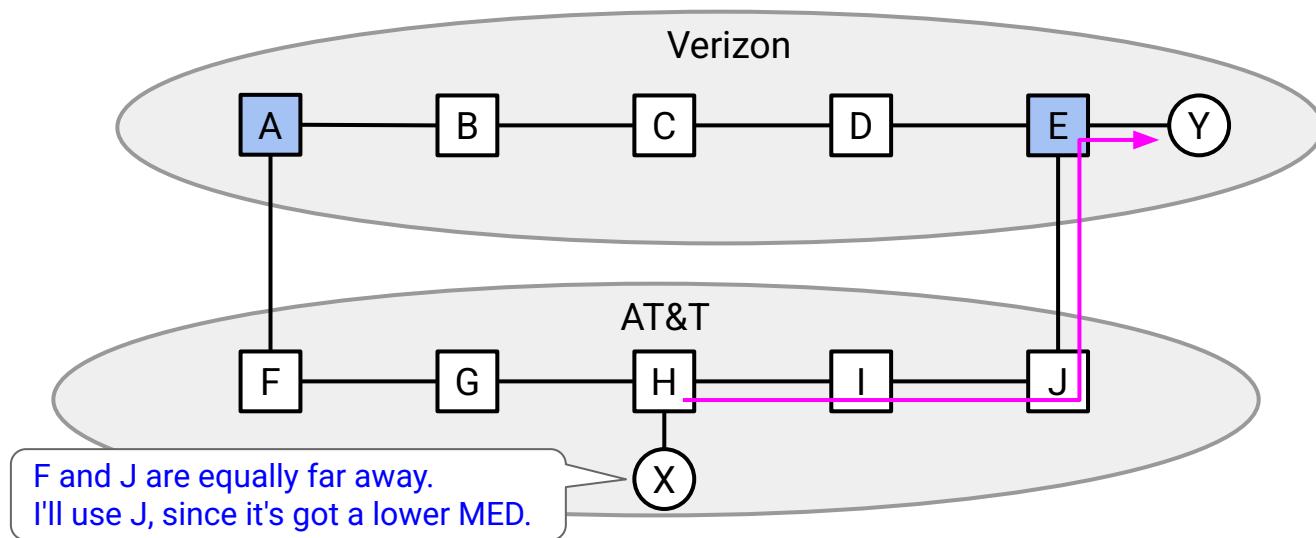 Verizon
A
B
C
D
E
Y
AT&T
F
G
H
I
J
X
F and J are equally far away.
I'll use J, since it's got a lower MED.